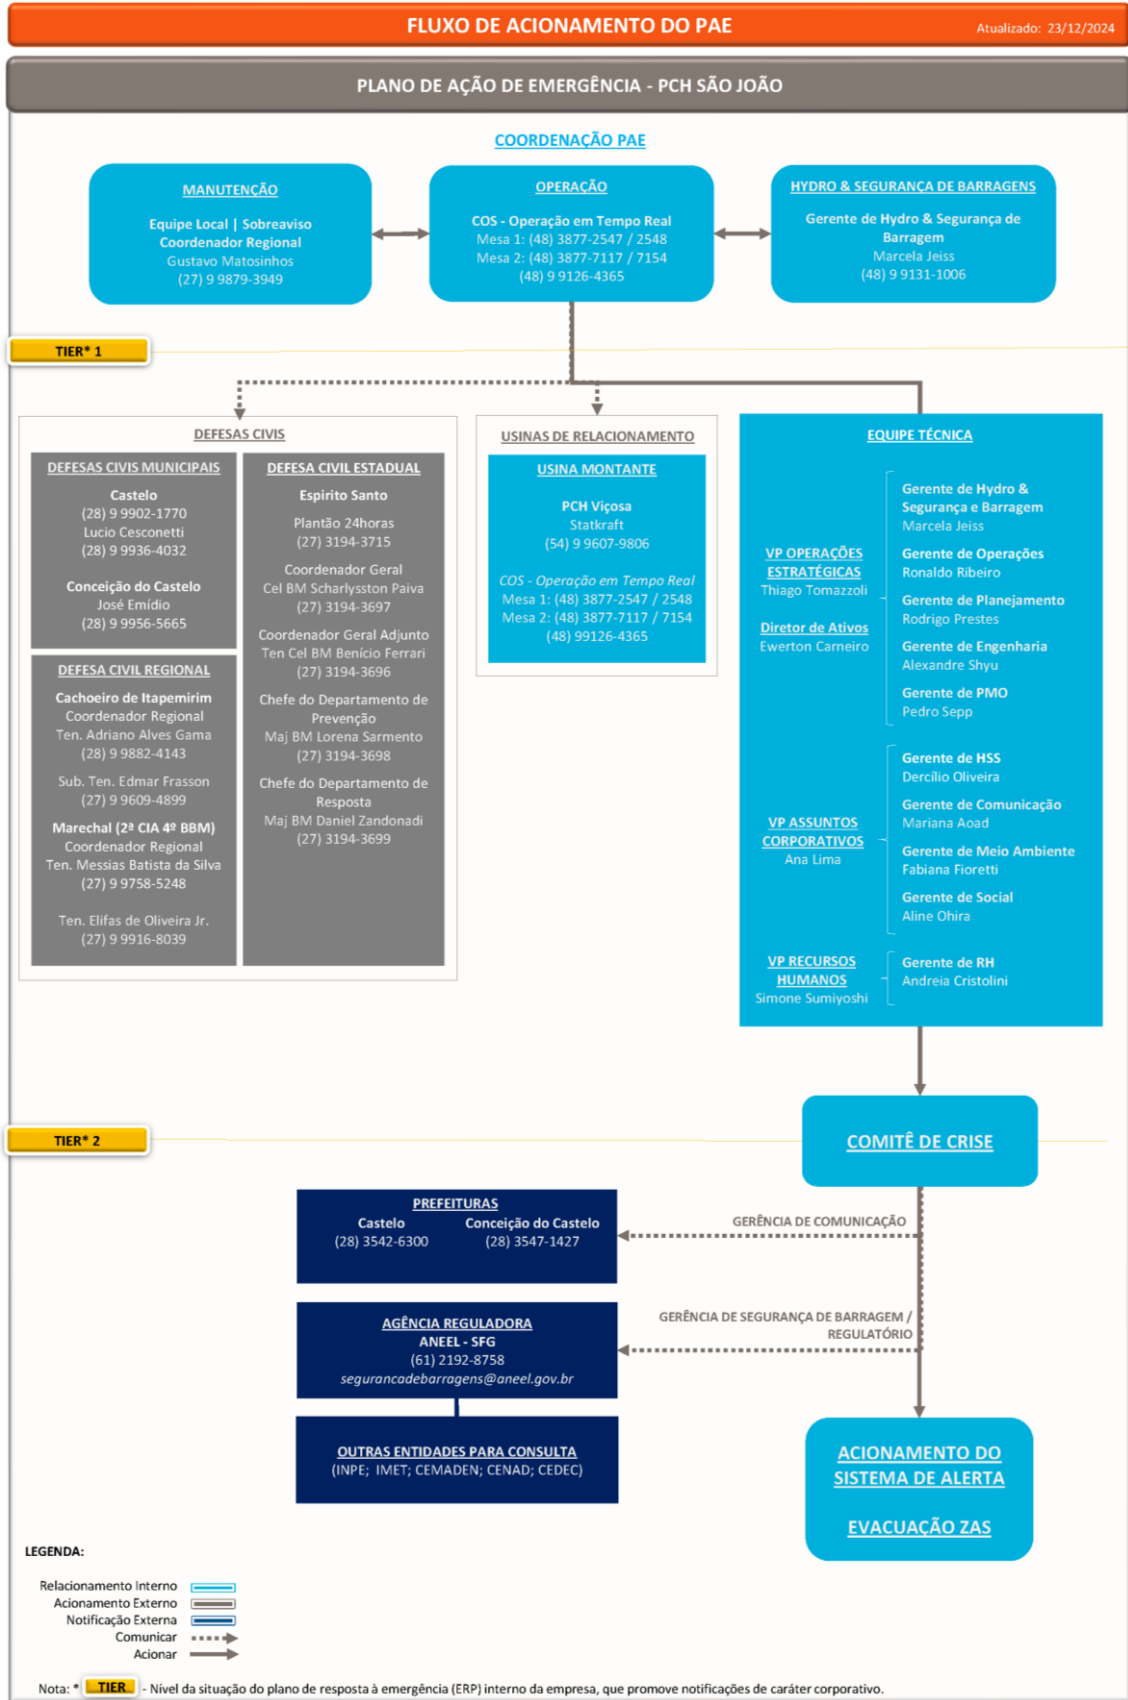 FLUXO DE ACIONAMENTO DO PAE
Atualizado: 23/12/2024
PLANO DE AÇÃO DE EMERGÊNCIA - PCH SÃO JOÃO
COORDENAÇÃO PAE
MANUTENÇÃO
Equipe Local | Sobreaviso
Coordenador Regional
Gustavo Matosinhos
(27) 9 9879-3949
OPERAÇÃO
COS - Operação em Tempo Real
Mesa 1: (48) 3877-2547 / 2548
Mesa 2: (48) 3877-7117 / 7154
(48) 9 9126-4365
HYDRO & SEGURANÇA DE BARRAGENS
Gerente de Hydro & Segurança de
Barragem
Marcela Jeiss
(48) 9 9131-1006
TIER* 1
DEFESAS CIVIS
DEFESAS CIVIS MUNICIPAIS
Castelo
(28) 9 9902-1770
Lucio Cesconetti
(28) 9 9936-4032
Conceição do Castelo
José Emídio
(28) 9 9956-5665
DEFESA CIVIL REGIONAL
Cachoeiro de Itapemirim
Coordenador Regional
Ten. Adriano Alves Gama
(28) 9 9882-4143
Sub. Ten. Edmar Frasson
(27) 9 9609-4899
Marechal (2ª CIA 4º BBM)
Coordenador Regional
Ten. Messias Batista da Silva
(27) 9 9758-5248
Ten. Elifas de Oliveira Jr.
(27) 9 9916-8039
DEFESA CIVIL ESTADUAL
Espirito Santo
Plantão 24horas
(27) 3194-3715
Coordenador Geral
Cel BM Scharlysston Paiva
(27) 3194-3697
Coordenador Geral Adjunto
Ten Cel BM Benício Ferrari
(27) 3194-3696
Chefe do Departamento de
Prevenção
Maj BM Lorena Sarmento
(27) 3194-3698
Chefe do Departamento de
Resposta
Maj BM Daniel Zandonadi
(27) 3194-3699
USINAS DE RELACIONAMENTO
USINA MONTANTE
PCH Viçosa
Statkraft
(54) 9 9607-9806
COS - Operação em Tempo Real
Mesa 1: (48) 3877-2547 / 2548
Mesa 2: (48) 3877-7117 / 7154
(48) 99126-4365
EQUIPE TÉCNICA
VP OPERAÇÕES
ESTRATÉGICAS
Thiago Tomazzoli
Diretor de Ativos
Ewerton Carneiro
Gerente de Hydro &
Segurança e Barragem
Marcela Jeiss
Gerente de Operações
Ronaldo Ribeiro
Gerente de Planejamento
Rodrigo Prestes
Gerente de Engenharia
Alexandre Shyu
Gerente de PMO
Pedro Sepp
VP ASSUNTOS
CORPORATIVOS
Ana Lima
Gerente de HSS
Dercílio Oliveira
Gerente de Comunicação
Mariana Aoad
Gerente de Meio Ambiente
Fabiana Fioretti
Gerente de Social
Aline Ohira
VP RECURSOS
HUMANOS
Simone Sumiyoshi
Gerente de RH
Andreia Cristolini
COMITÊ DE CRISE
TIER* 2
PREFEITURAS
Castelo
(28) 3542-6300
Conceição do Castelo
(28) 3547-1427
GERÊNCIA DE COMUNICAÇÃO
AGÊNCIA REGULADORA
ANEEL - SFG
(61) 2192-8758
segurancadebarragens@aneel.gov.br
GERÊNCIA DE SEGURANÇA DE BARRAGEM /
REGULATÓRIO
OUTRAS ENTIDADES PARA CONSULTA
(INPE; IMET; CEMADEN; CENAD; CEDEC)
ACIONAMENTO DO
SISTEMA DE ALERTA
EVACUAÇÃO ZAS
LEGENDA:
Relacionamento Interno
Acionamento Externo
Notificação Externa
Comunicar
Acionar
Nota: * TIER - Nível da situação do plano de resposta à emergência (ERP) interno da empresa, que promove notificações de caráter corporativo.